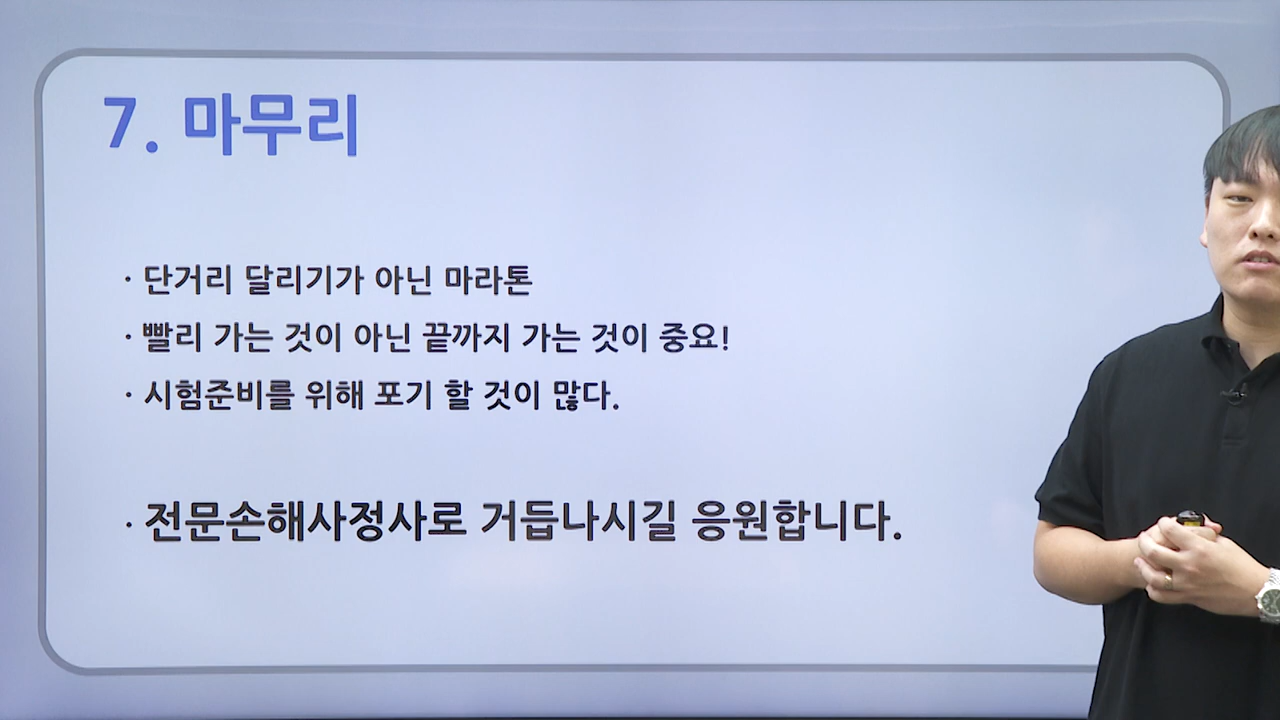 7. 마무리
· 단거리 달리기가 아닌 마라톤
· 빨리 가는 것이 아닌 끝까지 가는 것이 중요!
· 시험준비를 위해 포기 할 것이 많다.
· 전문손해사정사로 거듭나시길 응원합니다.